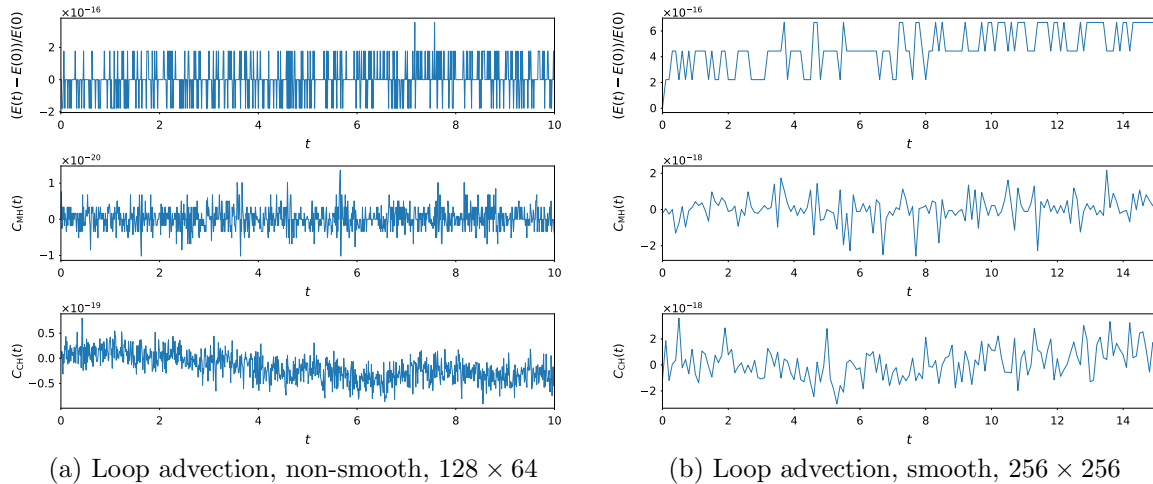 ×10⁻¹⁶
(E(t) − E(0))/E(0)
2
0
−2
0 2 4 6 8 10
t
×10⁻²⁰
C_MH(t)
1
0
−1
0 2 4 6 8 10
t
×10⁻¹⁹
C_CH(t)
0.5
0.0
−0.5
0 2 4 6 8 10
t
(a) Loop advection, non-smooth, 128 × 64
×10⁻¹⁶
(E(t) − E(0))/E(0)
6
4
2
0
0 2 4 6 8 10 12 14
t
×10⁻¹⁸
C_MH(t)
2
0
−2
0 2 4 6 8 10 12 14
t
×10⁻¹⁸
C_CH(t)
2
0
−2
0 2 4 6 8 10 12 14
t
(b) Loop advection, smooth, 256 × 256